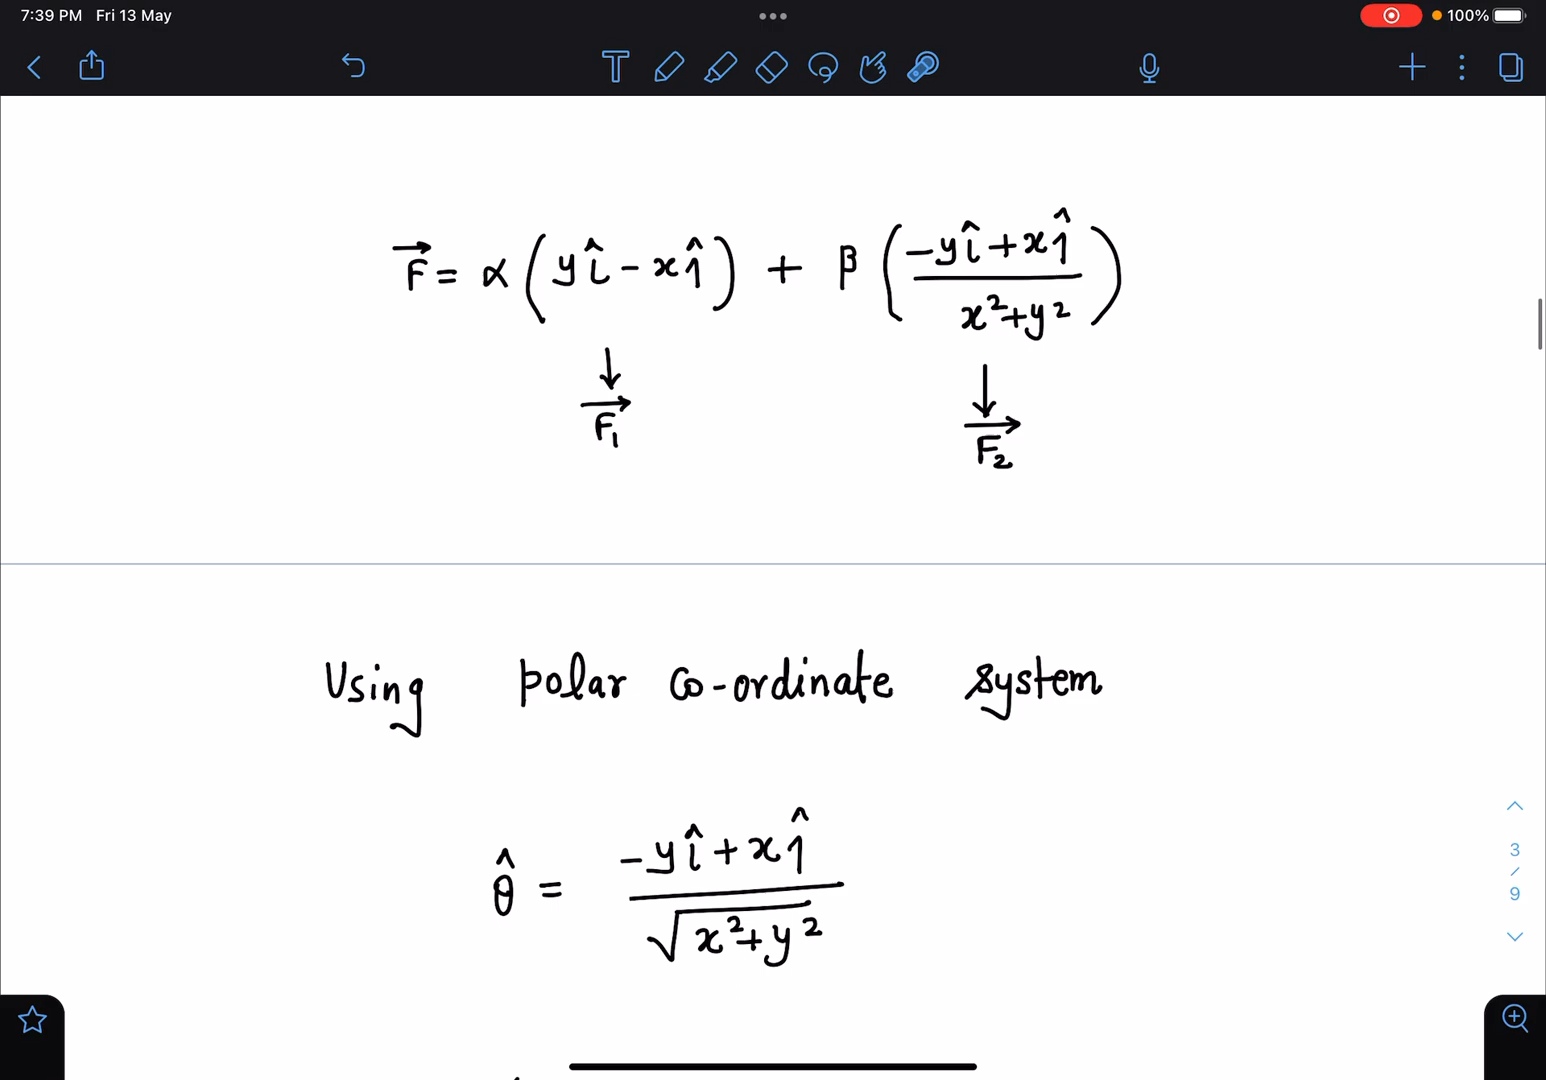 7:39 PM Fri 13 May
100%
F⃗ = α (yî - xĵ) + β ((-yî + xĵ)/(x²+y²))
F⃗₁ F⃗₂
Using polar co-ordinate system
θ̂ = (-yî + xĵ)/√(x²+y²)
3
/
9